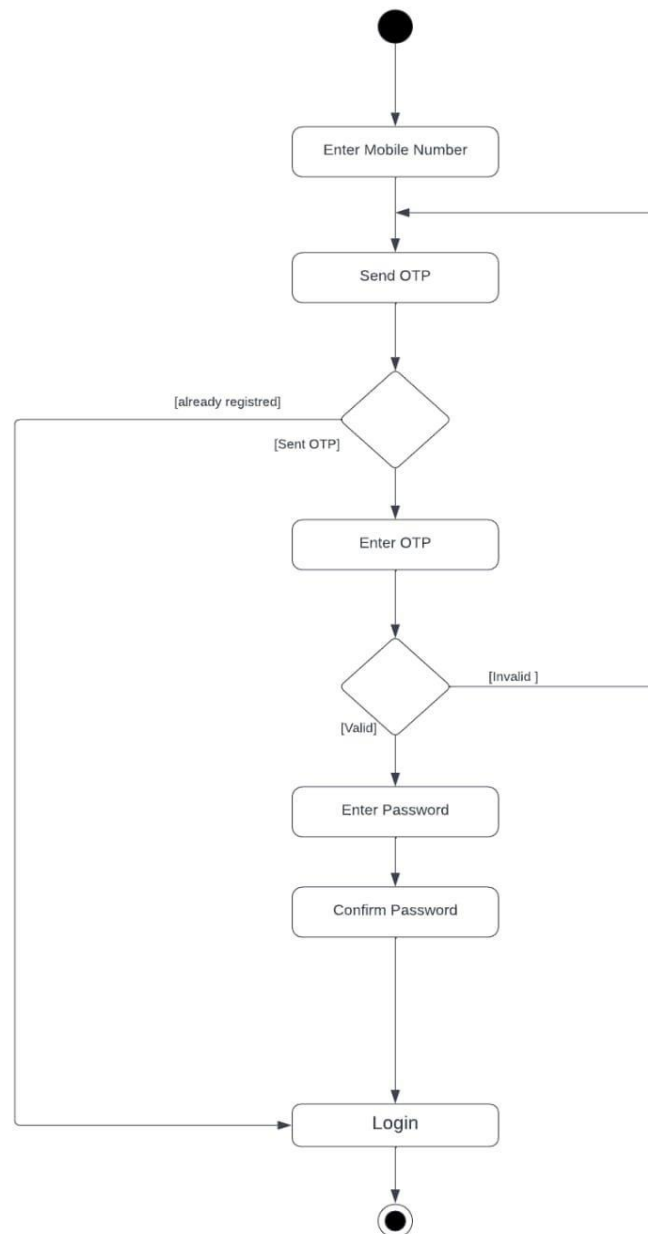 Enter Mobile Number
Send OTP
[already registred]
[Sent OTP]
Enter OTP
[Invalid ]
[Valid]
Enter Password
Confirm Password
Login